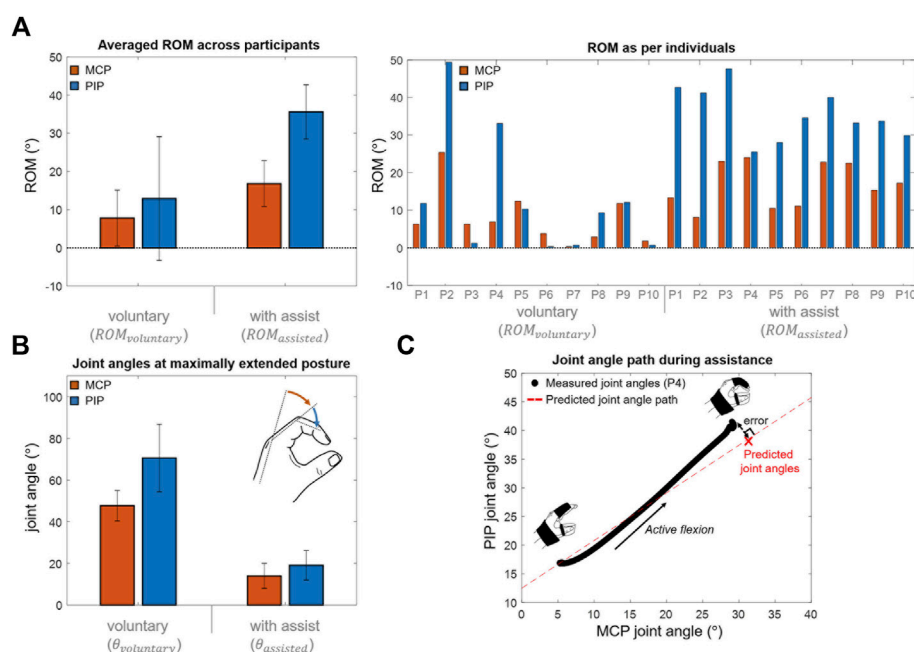 A
Averaged ROM across participants
MCP
PIP
ROM (°)
50
40
30
20
10
0
-10
voluntary
(ROMvoluntary)
with assist
(ROMassisted)
ROM as per individuals
MCP
PIP
ROM (°)
50
40
30
20
10
0
-10
P1 P2 P3 P4 P5 P6 P7 P8 P9 P10 P1 P2 P3 P4 P5 P6 P7 P8 P9 P10
voluntary
(ROMvoluntary)
with assist
(ROMassisted)
B
Joint angles at maximally extended posture
MCP
PIP
joint angle (°)
100
80
60
40
20
0
voluntary
(θvoluntary)
with assist
(θassisted)
C
Joint angle path during assistance
Measured joint angles (P4)
Predicted joint angle path
error
Predicted
joint angles
Active flexion
PIP joint angle (°)
50
45
40
35
30
25
20
15
10
0 5 10 15 20 25 30 35 40
MCP joint angle (°)